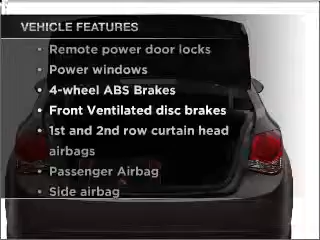 VEHICLE FEATURES
• Remote power door locks
• Power windows
• 4-wheel ABS Brakes
• Front Ventilated disc brakes
• 1st and 2nd row curtain head
airbags
• Passenger Airbag
• Side airbag